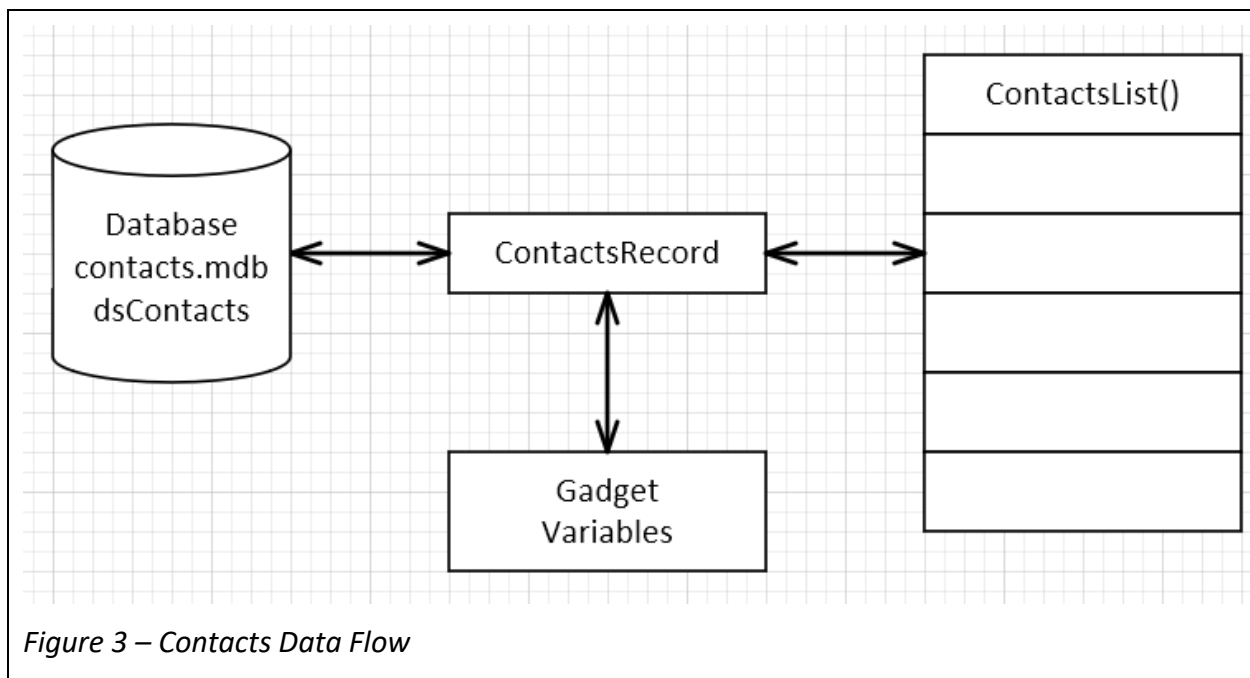 Database
contacts.mdb
dsContacts
ContactsRecord
Gadget
Variables
ContactsList()
Figure 3 – Contacts Data Flow